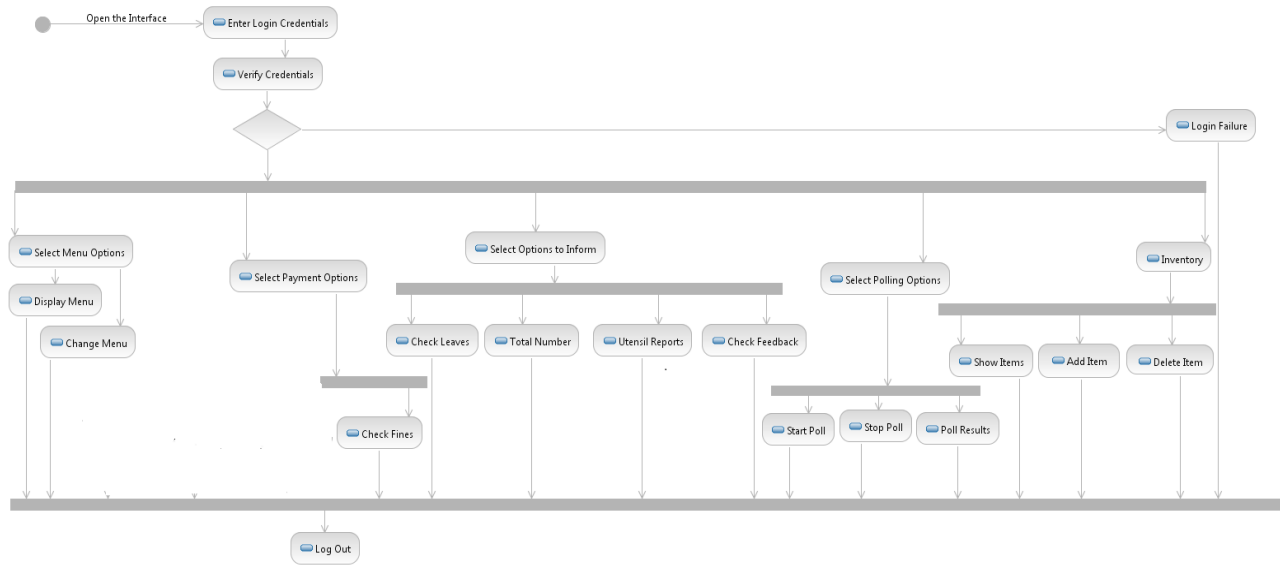 Open the Interface
Enter Login Credentials
Verify Credentials
Login Failure
Select Menu Options
Select Payment Options
Select Options to Inform
Select Polling Options
Inventory
Display Menu
Change Menu
Check Leaves
Total Number
Utensil Reports
Check Feedback
Show Items
Add Item
Delete Item
Check Fines
Start Poll
Stop Poll
Poll Results
Log Out